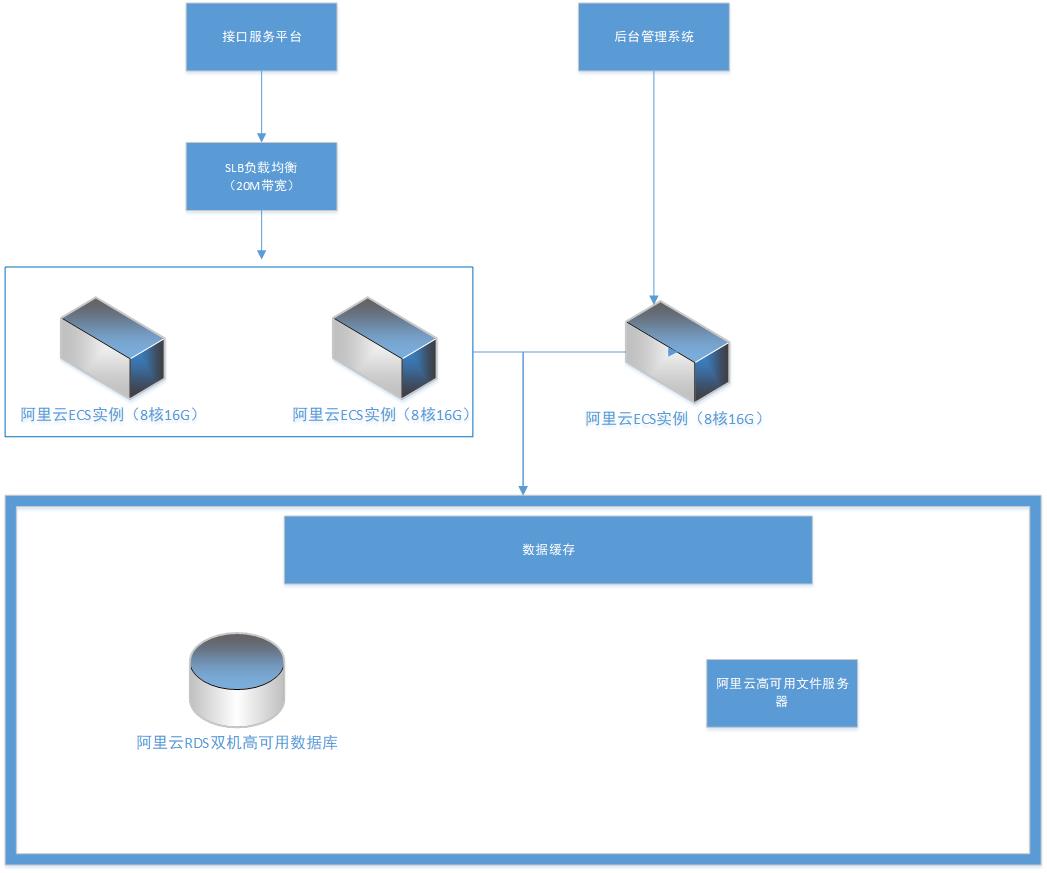 接口服务平台
后台管理系统
SLB负载均衡
（20M带宽）
阿里云ECS实例（8核16G）
阿里云ECS实例（8核16G）
阿里云ECS实例（8核16G）
数据缓存
阿里云高可用文件服务
器
阿里云RDS双机高可用数据库